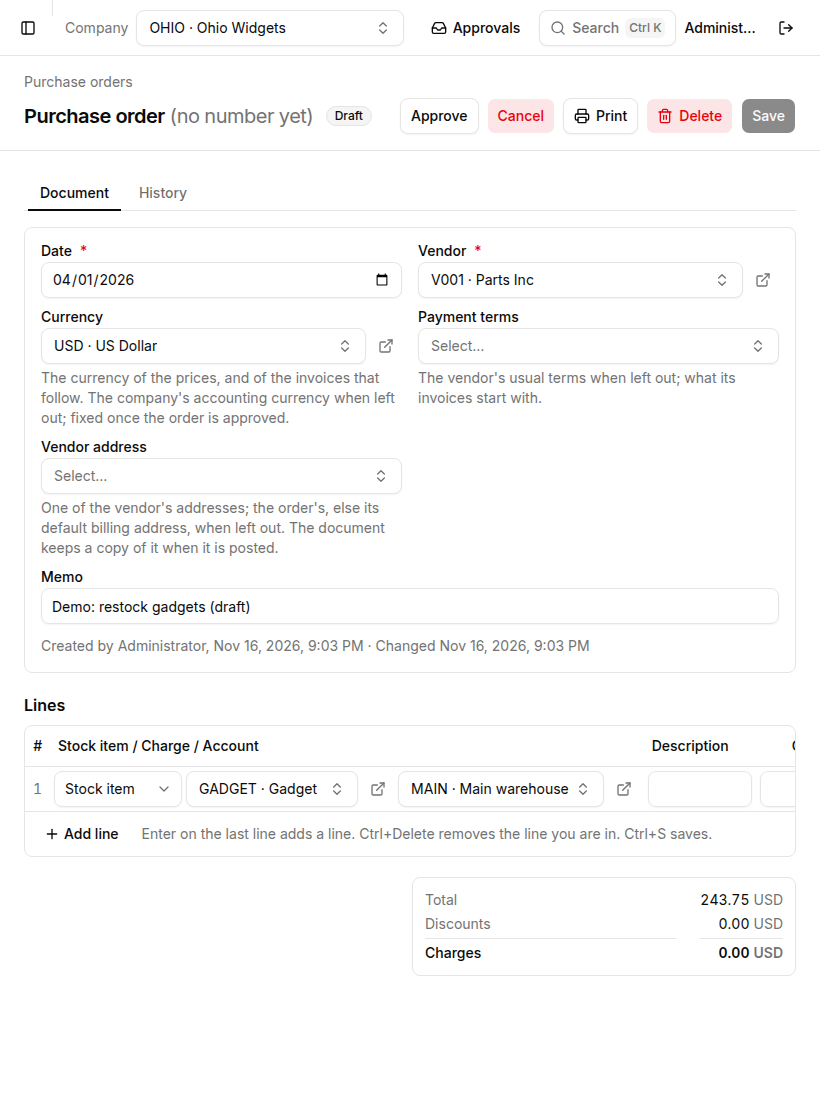 Company OHIO · Ohio Widgets Approvals Search Ctrl K Administ...
Purchase orders
Purchase order (no number yet) Draft Approve Cancel Print Delete Save
Document History
Date * Vendor *
04/01/2026 V001 · Parts Inc
Currency Payment terms
USD · US Dollar Select...
The currency of the prices, and of the invoices that
follow. The company's accounting currency when left
out; fixed once the order is approved.
The vendor's usual terms when left out; what its
invoices start with.
Vendor address
Select...
One of the vendor's addresses; the order's, else its
default billing address, when left out. The document
keeps a copy of it when it is posted.
Memo
Demo: restock gadgets (draft)
Created by Administrator, Nov 16, 2026, 9:03 PM · Changed Nov 16, 2026, 9:03 PM
Lines
# Stock item / Charge / Account Description
1 Stock item GADGET · Gadget MAIN · Main warehouse
+ Add line Enter on the last line adds a line. Ctrl+Delete removes the line you are in. Ctrl+S saves.
Total 243.75 USD
Discounts 0.00 USD
Charges 0.00 USD